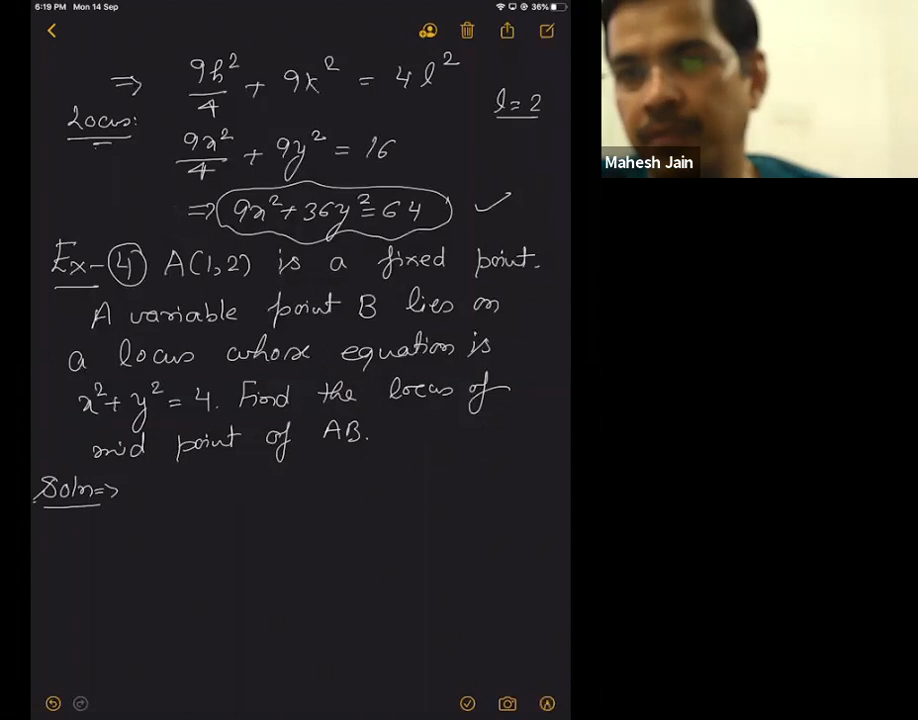 6:19 PM Mon 14 Sep 36%
⇒ 9h²/4 + 9k² = 4l²
l = 2
Locus:
9x²/4 + 9y² = 16
⇒ 9x² + 36y² = 64 ✓
Ex-4) A(1,2) is a fixed point.
A variable point B lies on
a locus whose equation is
x² + y² = 4. Find the locus of
mid point of AB.
Soln ⇒
Mahesh Jain